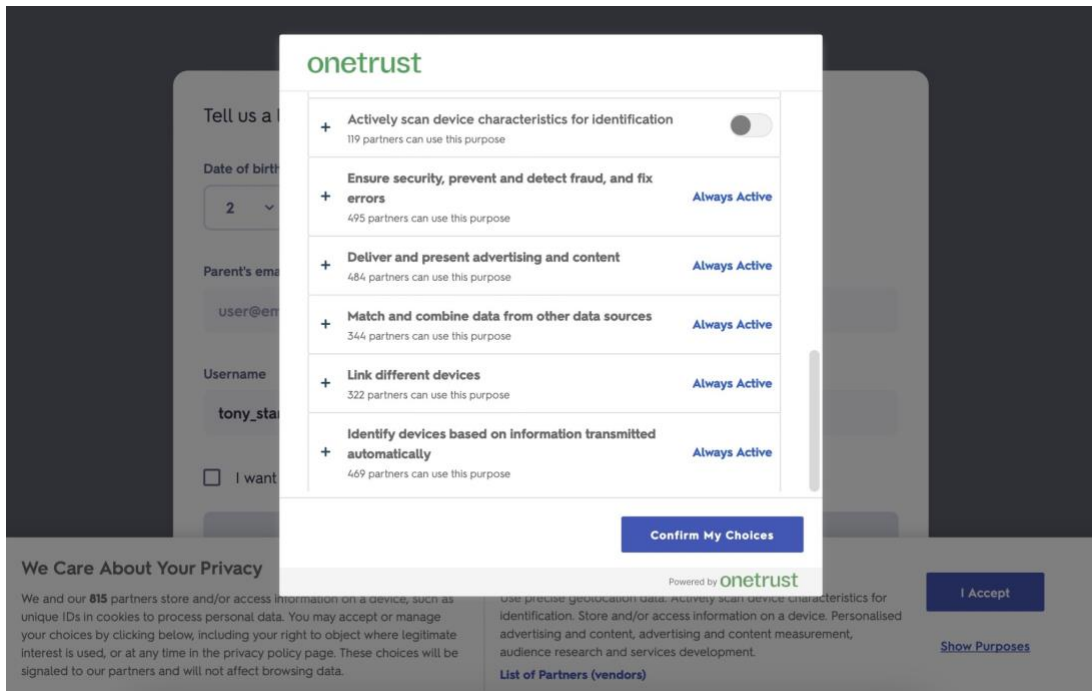 onetrust
Tell us a
Actively scan device characteristics for identification
119 partners can use this purpose
Date of birth
2
Ensure security, prevent and detect fraud, and fix
errors
Always Active
495 partners can use this purpose
Deliver and present advertising and content
Always Active
484 partners can use this purpose
Parent's ema
user@em
Match and combine data from other data sources
Always Active
344 partners can use this purpose
Username
tony_sta
Link different devices
Always Active
322 partners can use this purpose
Identify devices based on information transmitted
automatically
Always Active
469 partners can use this purpose
I want
Confirm My Choices
Powered by onetrust
We Care About Your Privacy
We and our 815 partners store and/or access information on a device, such as
unique IDs in cookies to process personal data. You may accept or manage
your choices by clicking below, including your right to object where legitimate
interest is used, or at any time in the privacy policy page. These choices will be
signaled to our partners and will not affect browsing data.
Use precise geolocation data. Actively scan device characteristics for
identification. Store and/or access information on a device. Personalised
advertising and content, advertising and content measurement,
audience research and services development.
List of Partners (vendors)
I Accept
Show Purposes